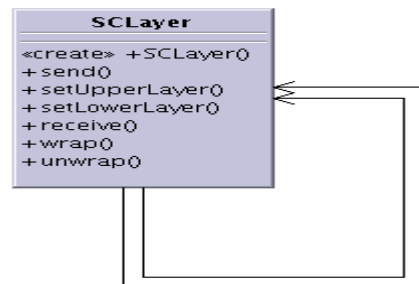 SCLayer
«create» +SCLayer()
+send()
+setUpperLayer()
+setLowerLayer()
+receive()
+wrap()
+unwrap()